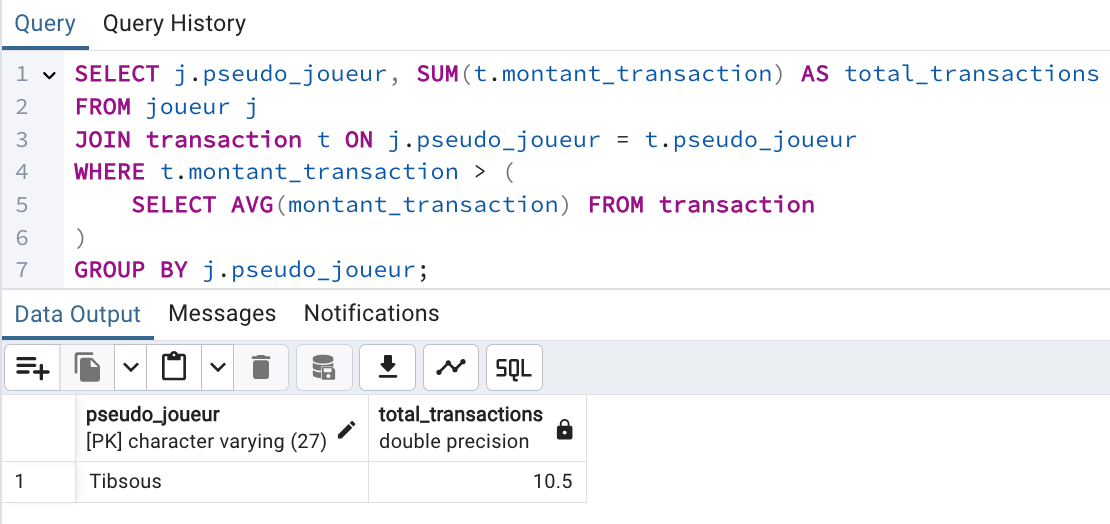 Query Query History
1 SELECT j.pseudo_joueur, SUM(t.montant_transaction) AS total_transactions
2 FROM joueur j
3 JOIN transaction t ON j.pseudo_joueur = t.pseudo_joueur
4 WHERE t.montant_transaction > (
5 SELECT AVG(montant_transaction) FROM transaction
6 )
7 GROUP BY j.pseudo_joueur;
Data Output Messages Notifications
SQL
pseudo_joueur total_transactions
[PK] character varying (27) double precision
1 Tibsous 10.5